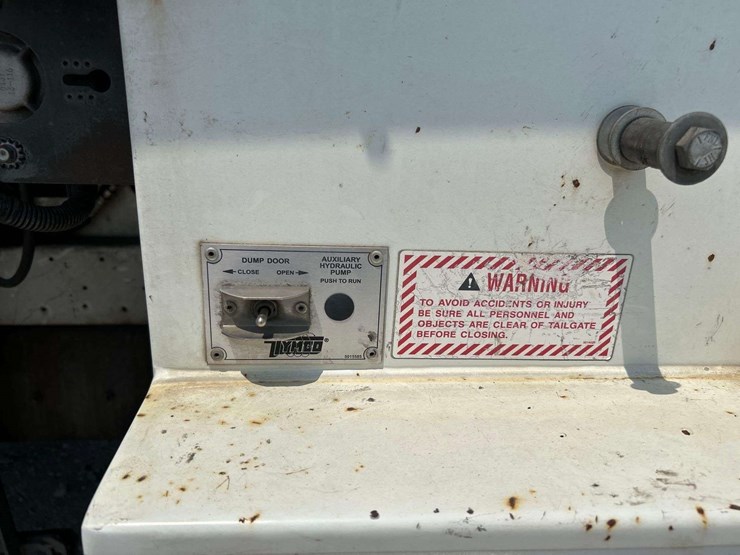 DUMP DOOR
CLOSE OPEN
AUXILIARY
HYDRAULIC
PUMP
PUSH TO RUN
TYMCO
WARNING
TO AVOID ACCIDENTS OR INJURY
BE SURE ALL PERSONNEL AND
OBJECTS ARE CLEAR OF TAILGATE
BEFORE CLOSING.